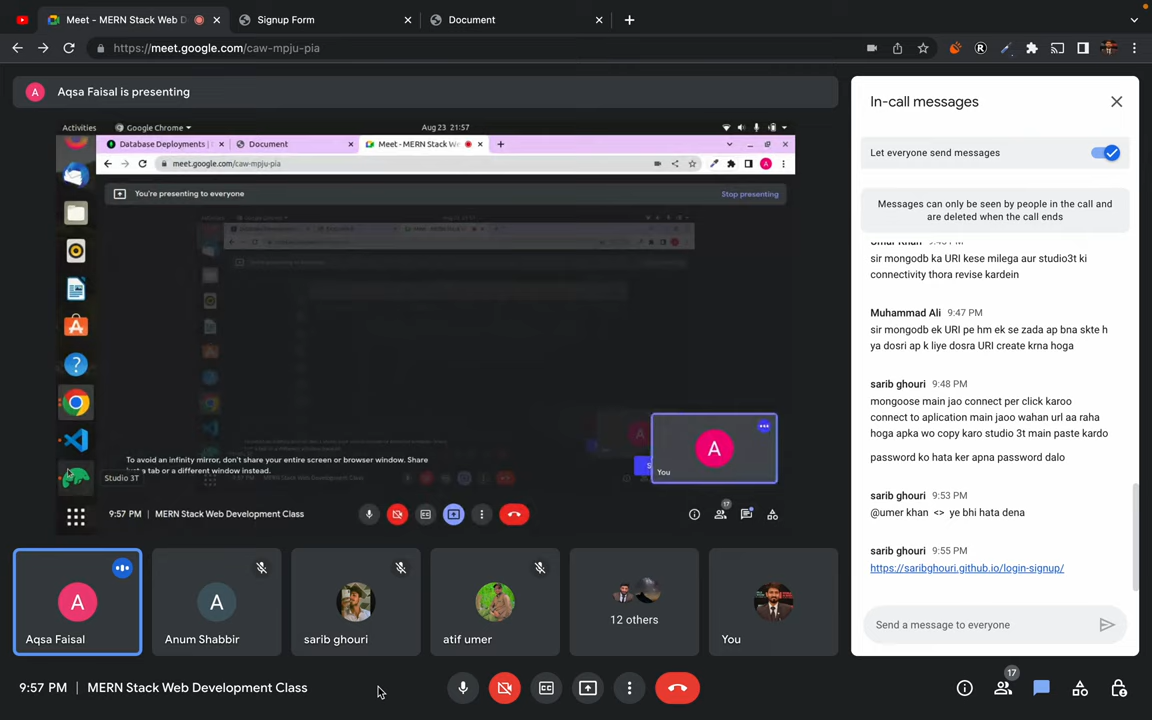 Meet - MERN Stack Web D
Signup Form
Document
https://meet.google.com/caw-mpju-pia
A
Aqsa Faisal is presenting
Activities
Google Chrome
Aug 23 21:57
Database Deployments |
Document
Meet - MERN Stack We
meet.google.com/caw-mpju-pia
A
You're presenting to everyone
Stop presenting
To avoid an infinity mirror, don't share your entire screen or browser window. Share
just a tab or a different window instead.
Studio 3T
A
You
9:57 PM | MERN Stack Web Development Class
17
A
Aqsa Faisal
A
Anum Shabbir
sarib ghouri
atif umer
12 others
You
9:57 PM | MERN Stack Web Development Class
In-call messages
Let everyone send messages
Messages can only be seen by people in the call and
are deleted when the call ends
sir mongodb ka URI kese milega aur studio3t ki
connectivity thora revise kardein
Muhammad Ali 9:47 PM
sir mongodb ek URI pe hm ek se zada ap bna skte h
ya dosri ap k liye dosra URI create krna hoga
sarib ghouri 9:48 PM
mongoose main jao connect per click karoo
connect to aplication main jaoo wahan url aa raha
hoga apka wo copy karo studio 3t main paste kardo
password ko hata ker apna password dalo
sarib ghouri 9:53 PM
@umer khan <> ye bhi hata dena
sarib ghouri 9:55 PM
https://saribghouri.github.io/login-signup/
Send a message to everyone
17